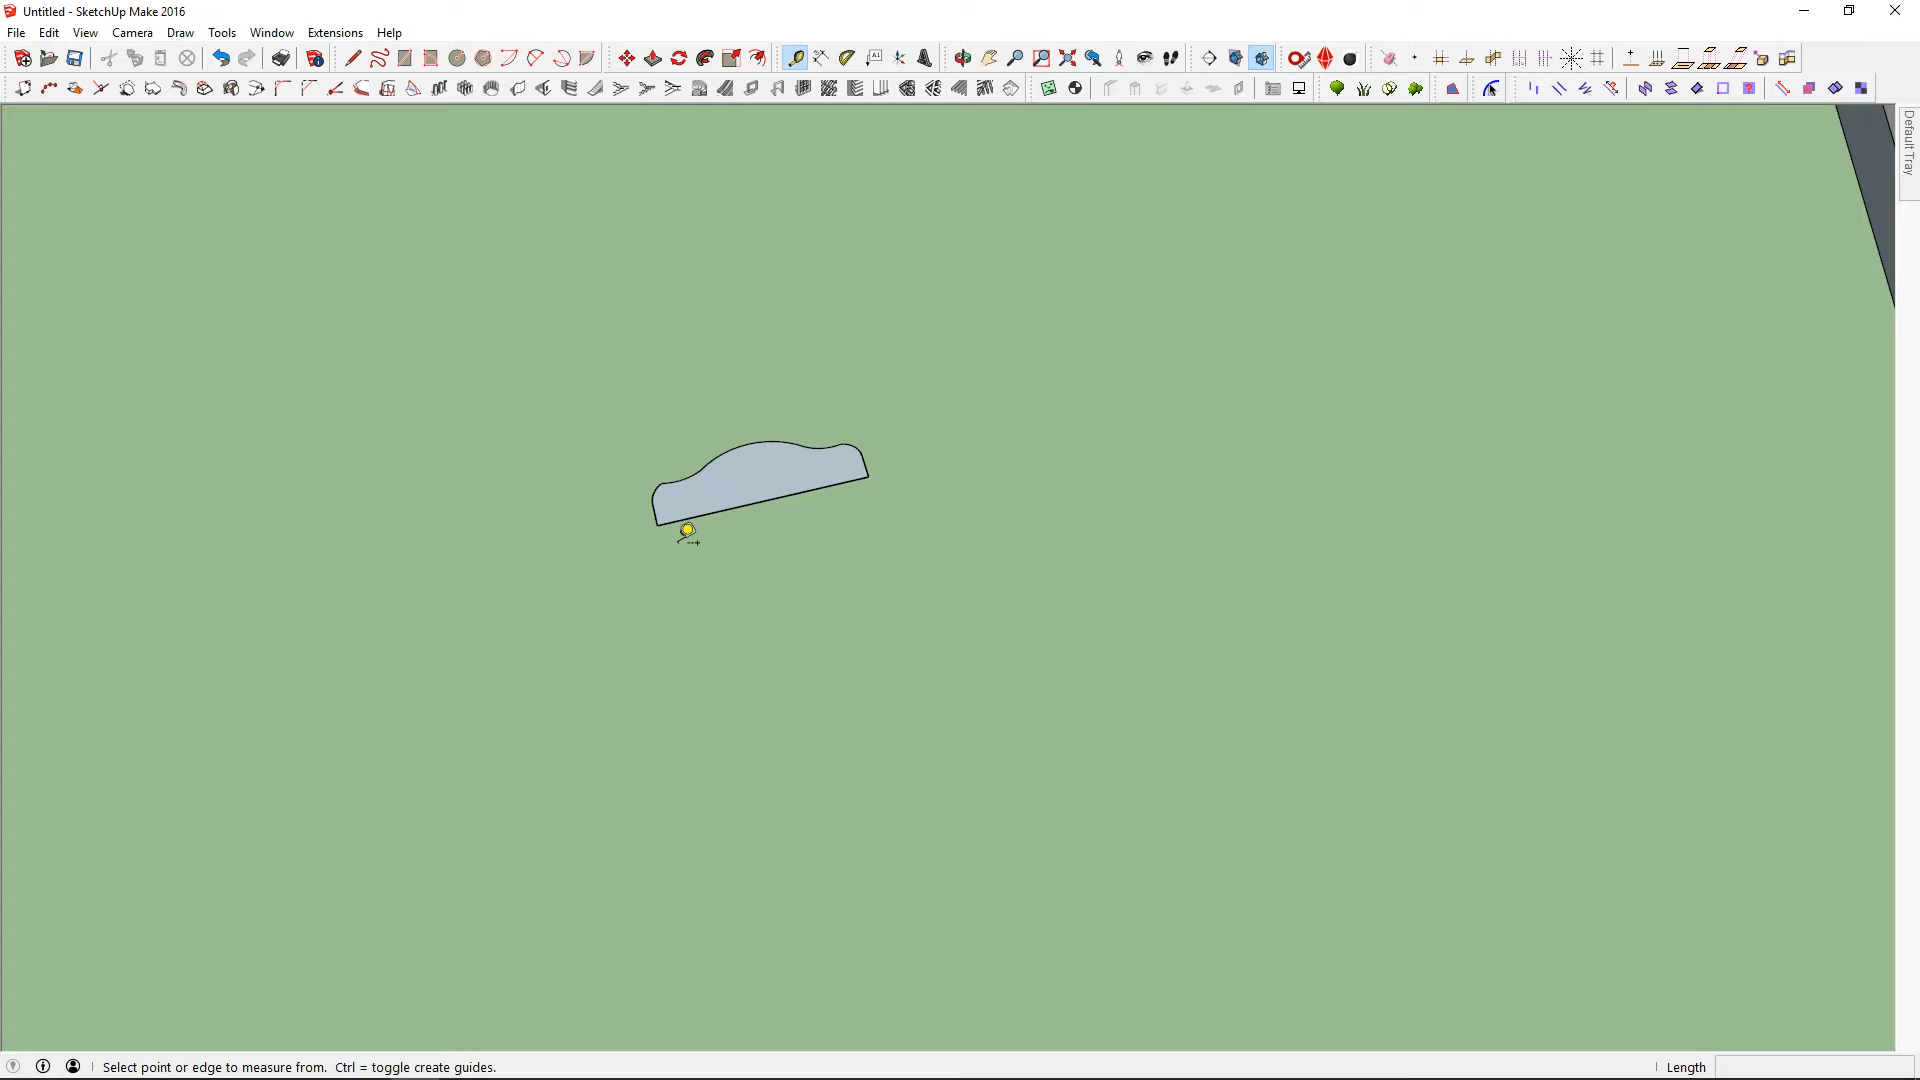 Untitled - SketchUp Make 2016
File Edit View Camera Draw Tools Window Extensions Help
A1
Default Tray
Select point or edge to measure from. Ctrl = toggle create guides.
Length